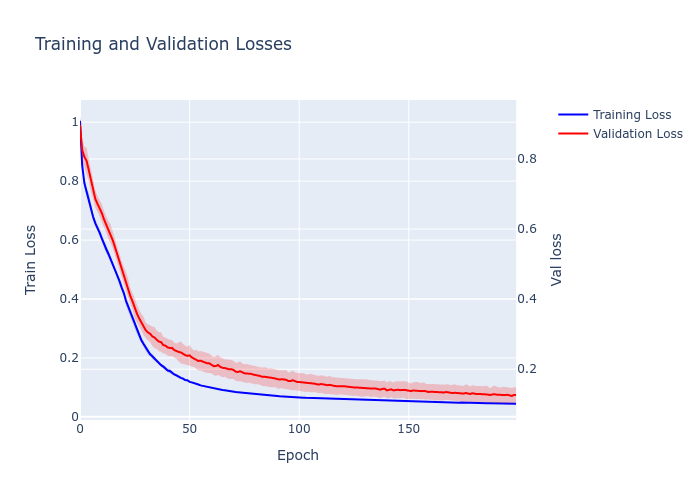 Training and Validation Losses
Training Loss
Validation Loss
1
0.8
0.6
0.4
0.2
0
Train Loss
0.8
0.6
0.4
0.2
Val loss
0
50
100
150
Epoch